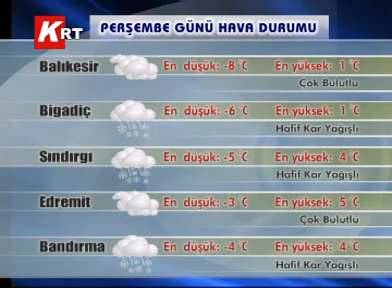 KRT
PERŞEMBE GÜNÜ HAVA DURUMU
Balıkesir En düşük: -8 °C En yüksek: 1 °C
Çok Bulutlu
Bigadiç En düşük: -6 °C En yüksek: 1 °C
Hafif Kar Yağışlı
Sındırgı En düşük: -5 °C En yüksek: 4 °C
Hafif Kar Yağışlı
Edremit En düşük: -3 °C En yüksek: 5 °C
Çok Bulutlu
Bandırma En düşük: -4 °C En yüksek: 4 °C
Hafif Kar Yağışlı